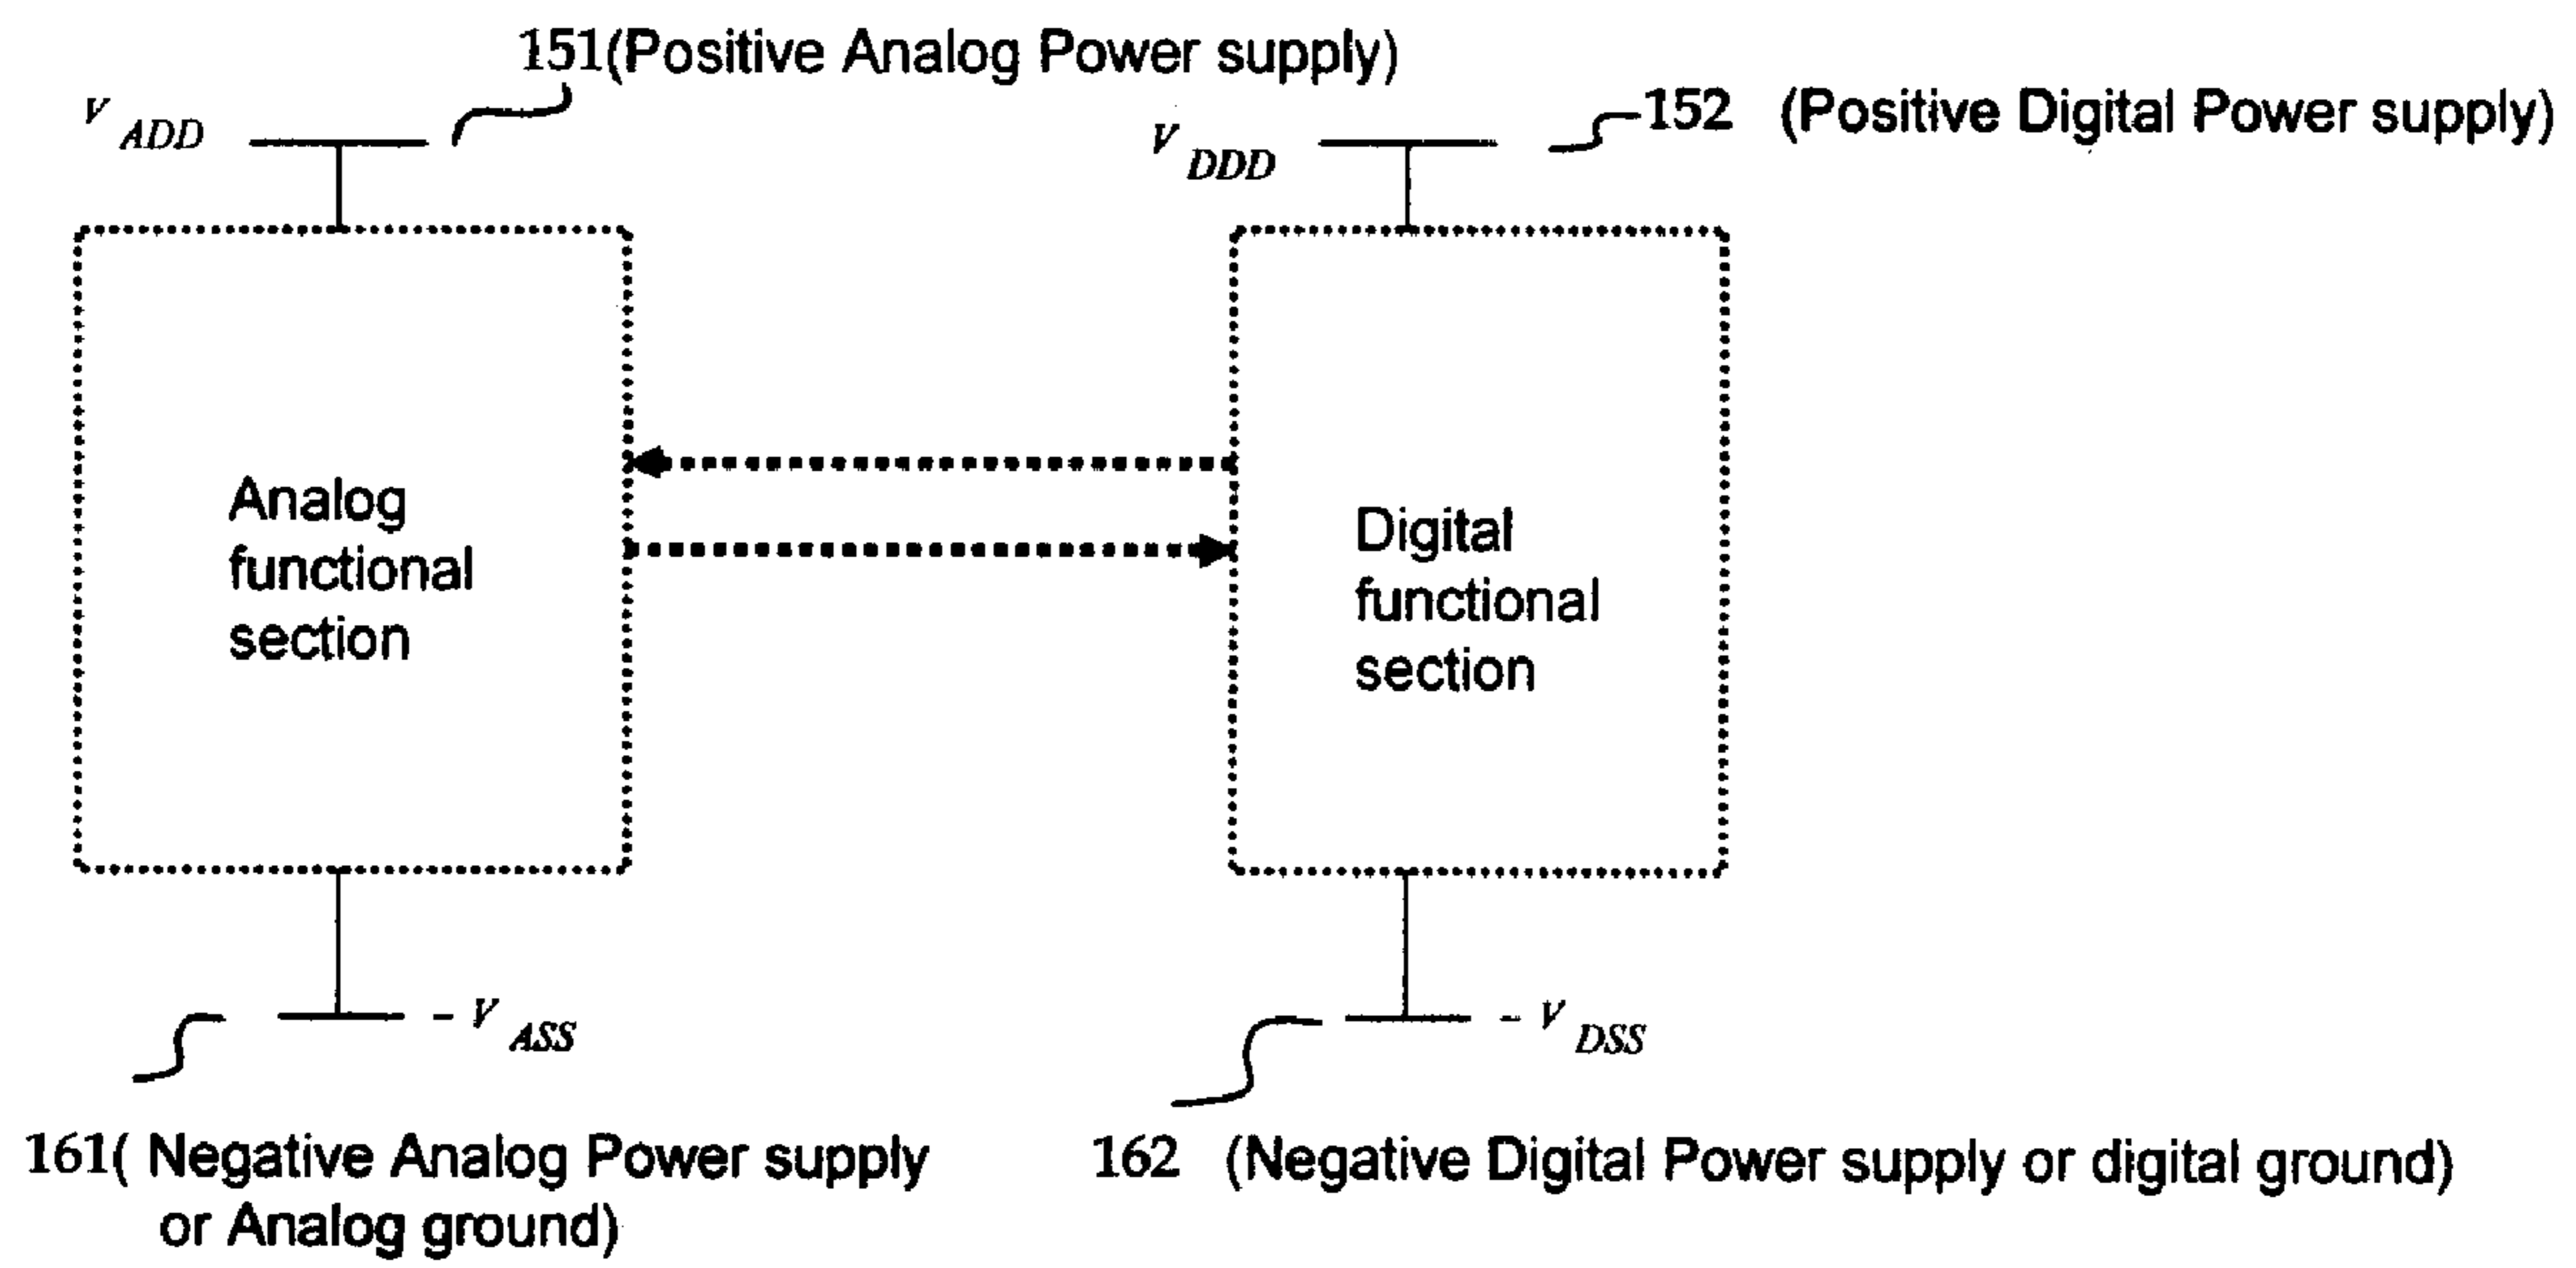 151(Positive Analog Power supply)
V ADD
152 (Positive Digital Power supply)
V DDD
Analog
functional
section
Digital
functional
section
- V ASS
- V DSS
161( Negative Analog Power supply
or Analog ground)
162 (Negative Digital Power supply or digital ground)